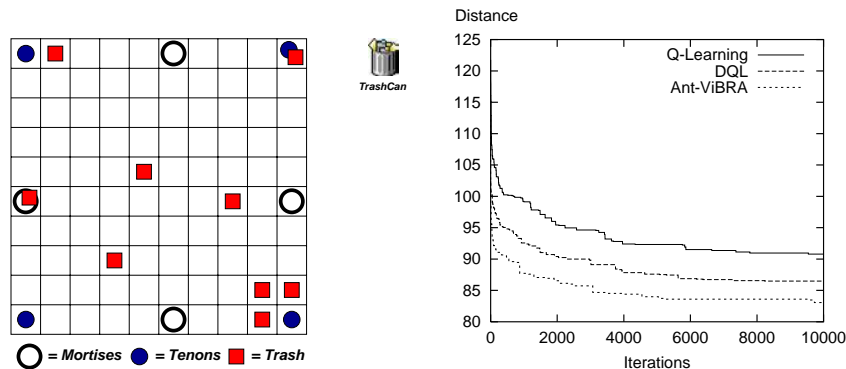 TrashCan
= Mortises = Tenons = Trash
Distance
125
120
115
110
105
100
95
90
85
80
0 2000 4000 6000 8000 10000
Iterations
Q-Learning
DQL
Ant-ViBRA